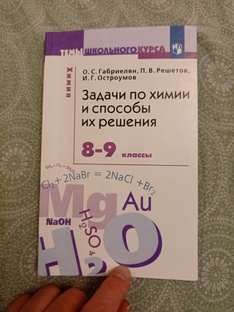 ТЕМЫ ШКОЛЬНОГО КУРСА
ХИМИЯ
О. С. Габриелян, П. В. Решетов,
И. Г. Остроумов
Задачи по химии
и способы
их решения
8-9 классы
Cl₂ + 2NaBr = 2NaCl + Br₂
Mg
Au
NaOH
H₂SO₄
H₂O